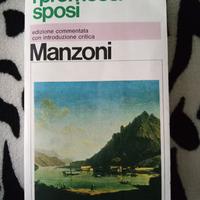 i promessi
sposi
edizione commentata
con introduzione critica
Manzoni